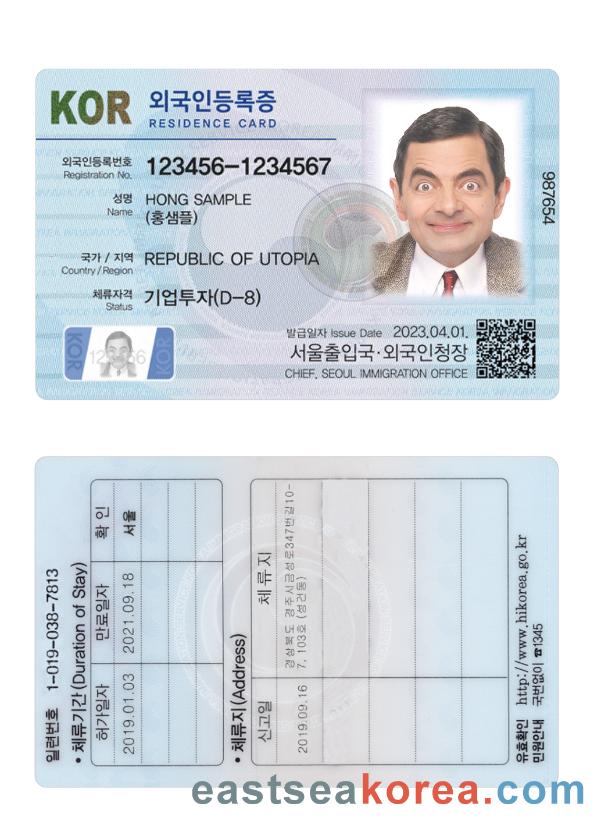 KOR 외국인등록증
RESIDENCE CARD
외국인등록번호
Registration No.
123456-1234567
성명
Name
HONG SAMPLE
(홍샘플)
국가 / 지역
Country / Region
REPUBLIC OF UTOPIA
체류자격
Status
기업투자(D-8)
987654
발급일자 Issue Date 2023.04.01.
서울출입국·외국인청장
CHIEF, SEOUL IMMIGRATION OFFICE
KOR
KOR
일련번호 1-019-038-7813
• 체류기간(Duration of Stay)
허가일자 만료일자 확 인
2019.01.03 2021.09.18 서울
• 체류지(Address)
신고일 체 류 지
2019.09.16 경상북도 경주시 금성로347번길 10-
7, 103호 (성건동)
유효확인 http://www.hikorea.go.kr
민원안내 국번없이 ☎1345
eastseakorea.com